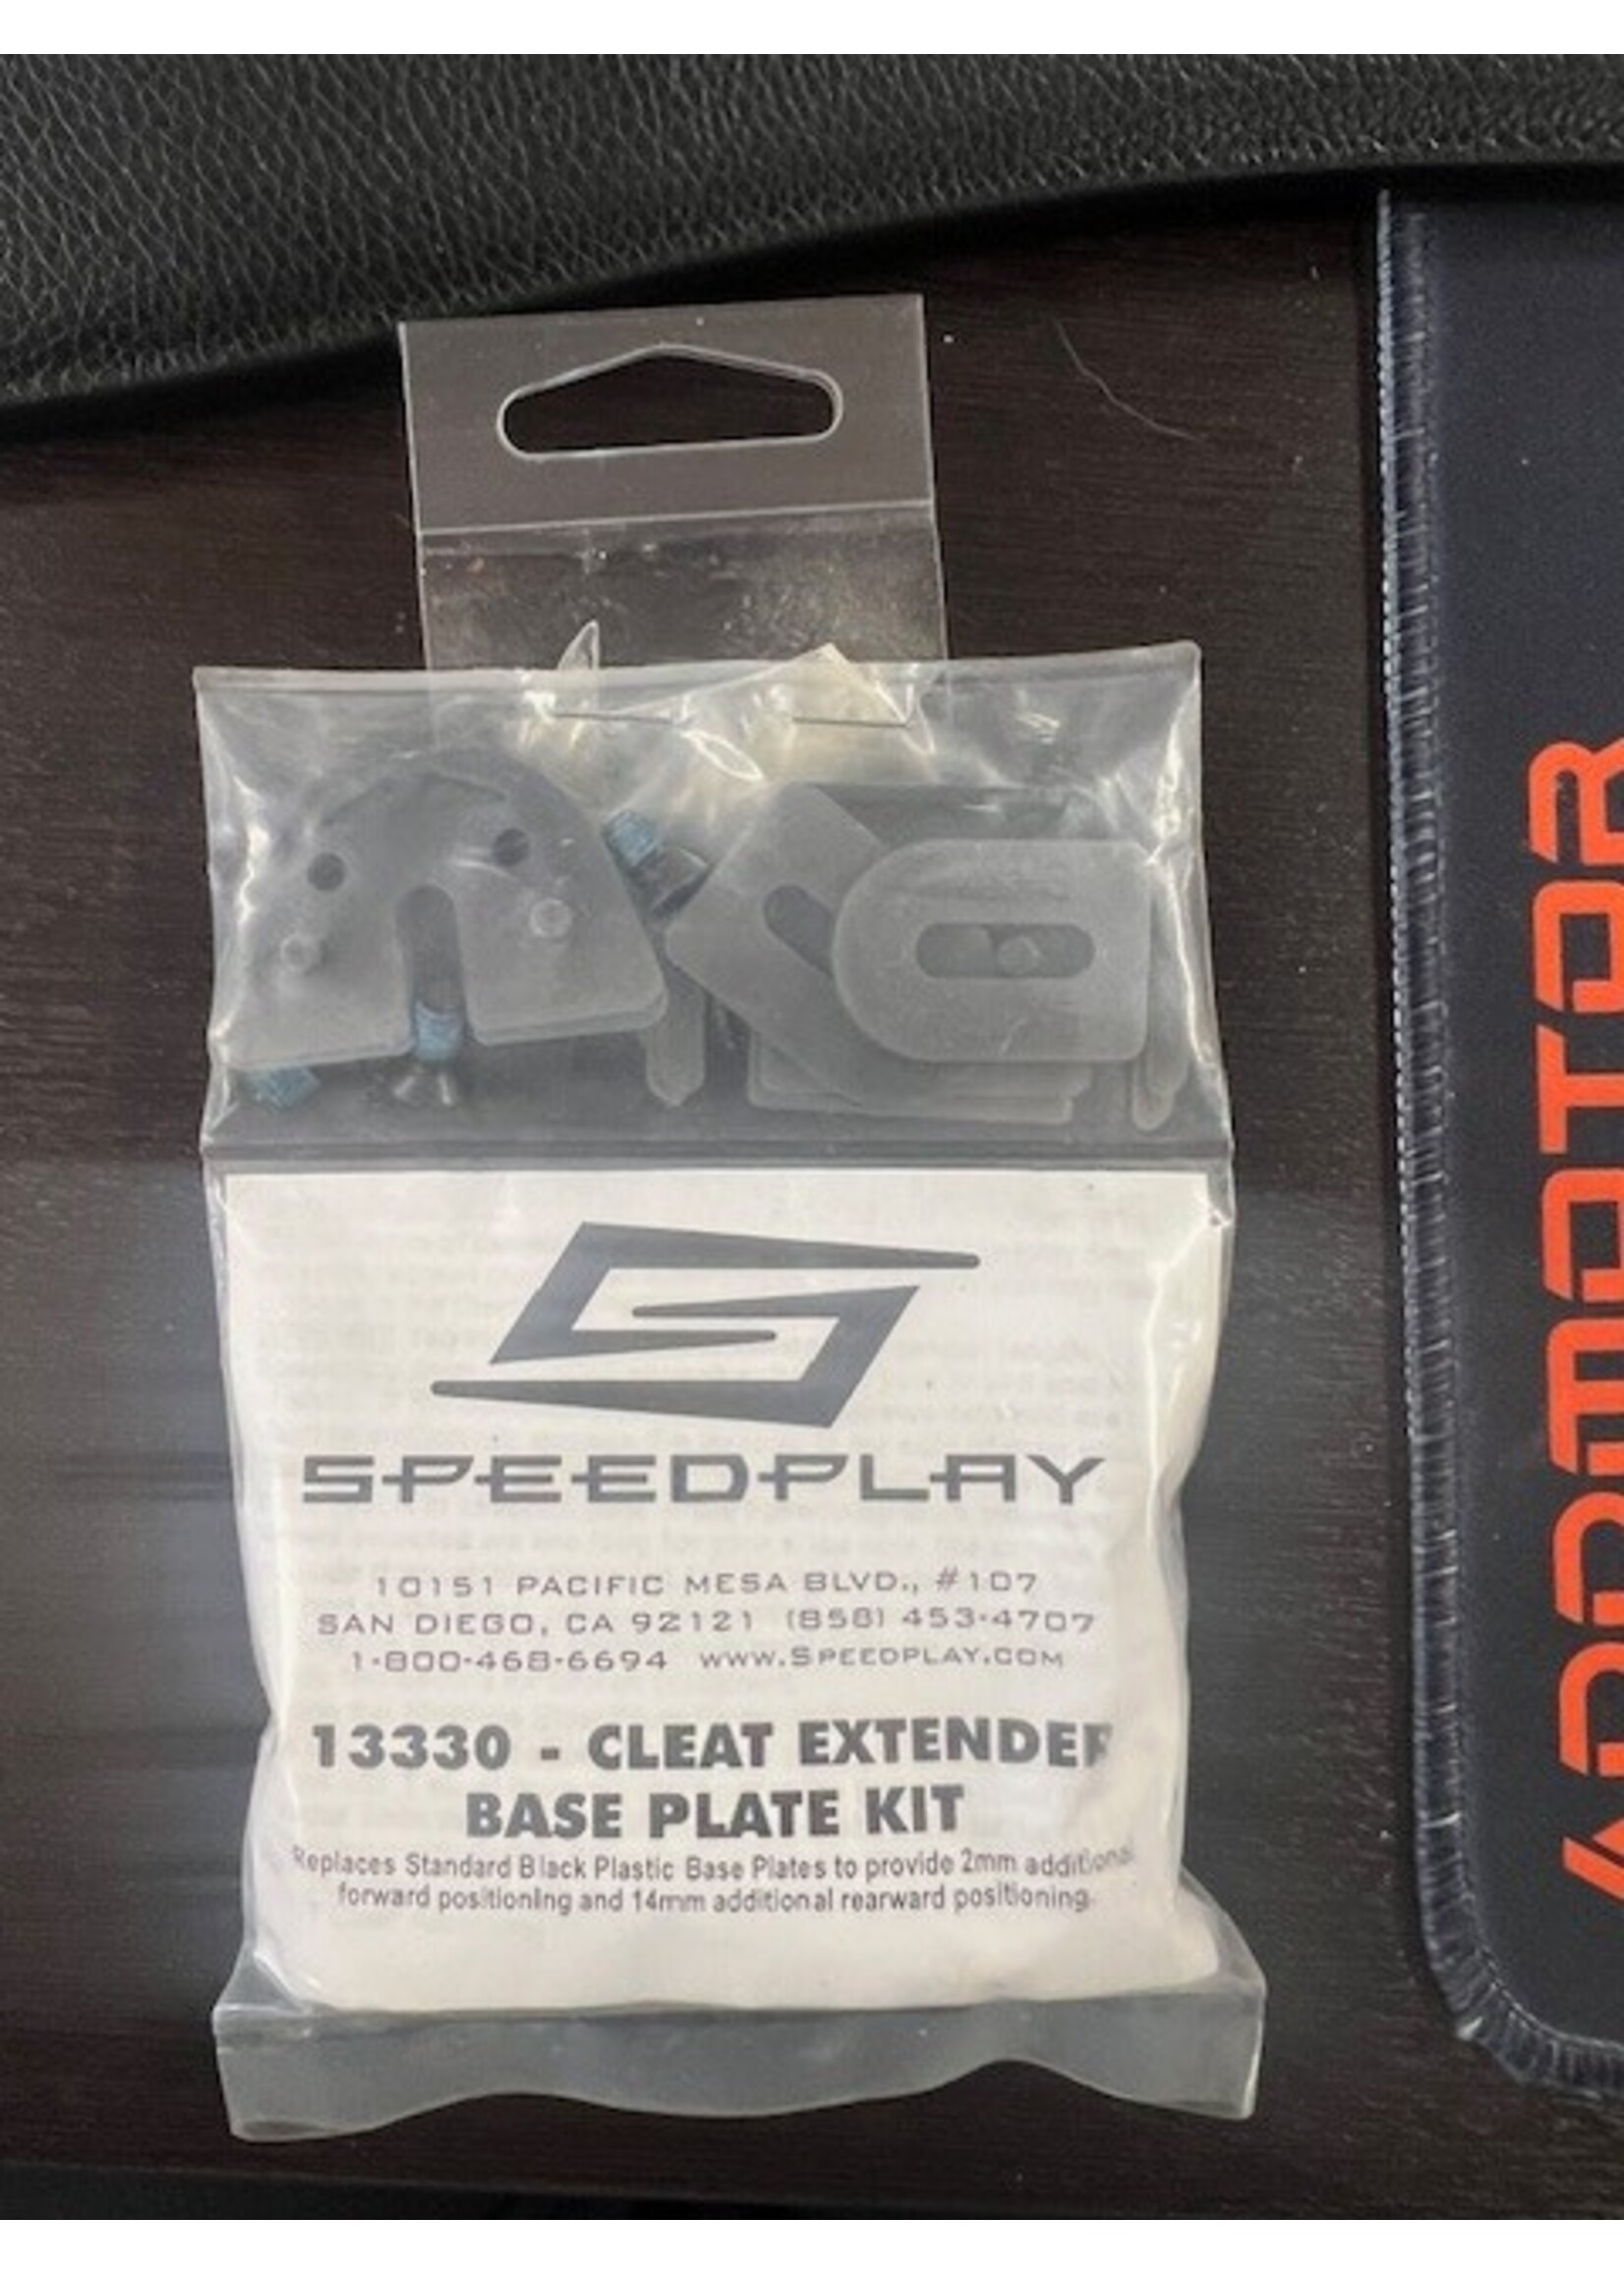 SPEEDPLAY
10151 PACIFIC MESA BLVD., #107
SAN DIEGO, CA 92121 (858) 453-4707
1-800-468-6694 WWW.SPEEDPLAY.COM
13330 - CLEAT EXTENDER
BASE PLATE KIT
Replaces Standard Black Plastic Base Plates to provide 2mm additional
forward positioning and 14mm additional rearward positioning.